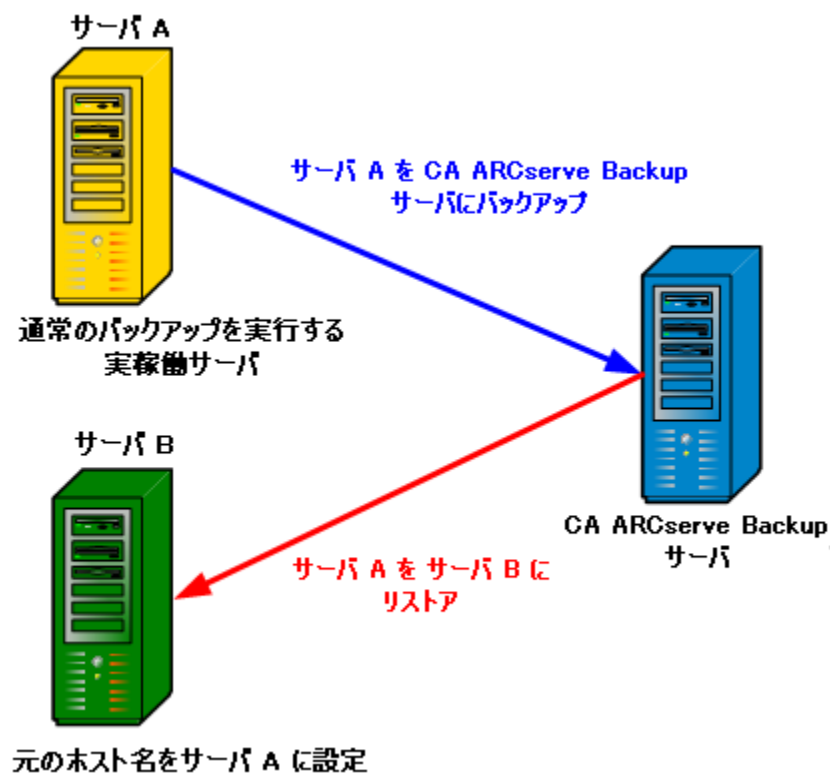 サーバ A
サーバ A を CA ARCserve Backup
サーバにバックアップ
通常のバックアップを実行する
実稼働サーバ
サーバ B
CA ARCserve Backup
サーバ
サーバ A を サーバ B に
リストア
元のホスト名をサーバ A に設定